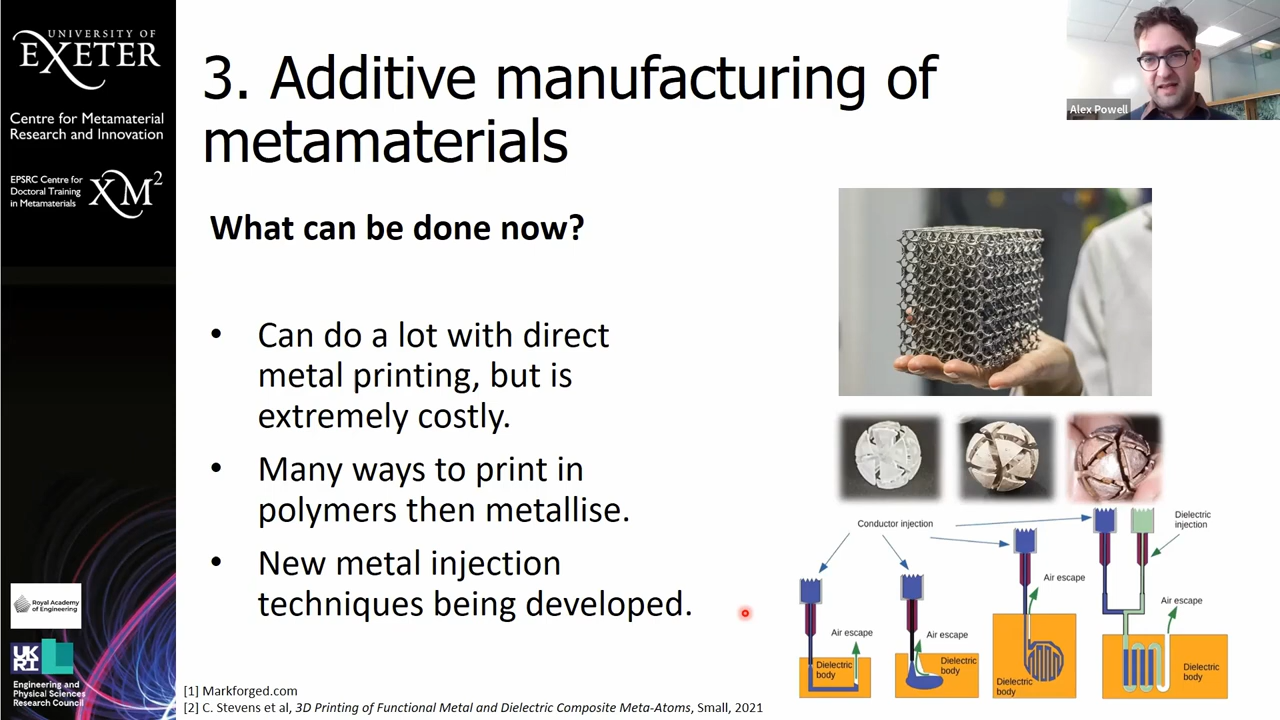 UNIVERSITY OF
EXETER
Centre for Metamaterial
Research and Innovation
EPSRC Centre for
Doctoral Training
in Metamaterials
XM²
3. Additive manufacturing of
metamaterials
Alex Powell
What can be done now?
• Can do a lot with direct
metal printing, but is
extremely costly.
• Many ways to print in
polymers then metallise.
• New metal injection
techniques being developed.
Conductor injection
Dielectric
injection
Air escape
Air escape
Air escape
Air escape
Dielectric
body
Dielectric
body
Dielectric
body
Dielectric
body
Royal Academy
of Engineering
UKRI
Engineering and
Physical Sciences
Research Council
[1] Markforged.com
[2] C. Stevens et al, 3D Printing of Functional Metal and Dielectric Composite Meta-Atoms, Small, 2021